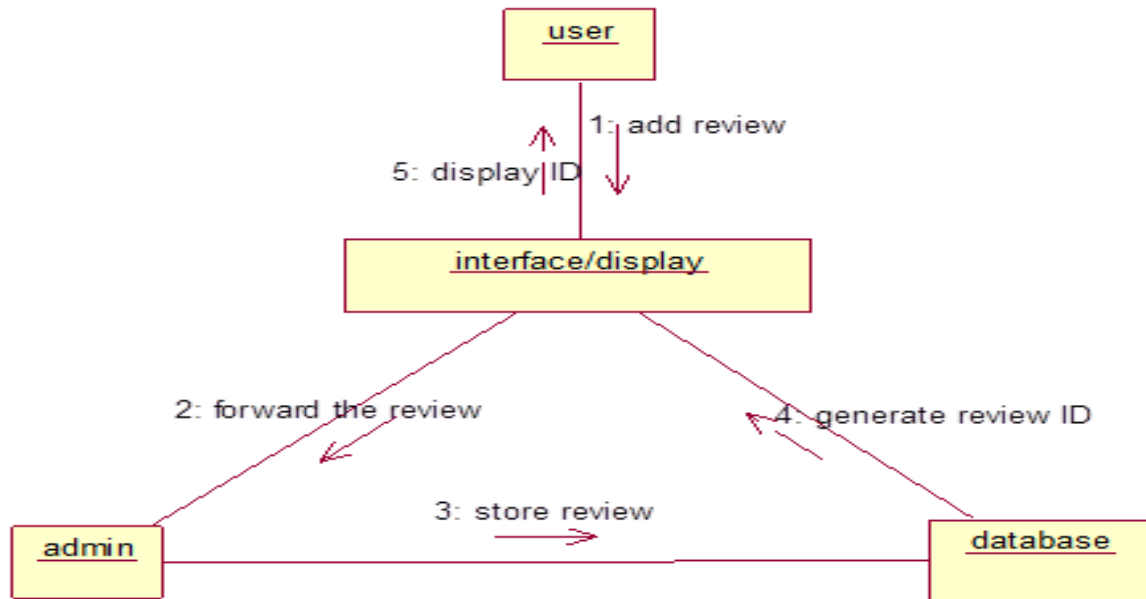 user
1: add review
5: display ID
interface/display
2: forward the review
4: generate review ID
3: store review
admin
database